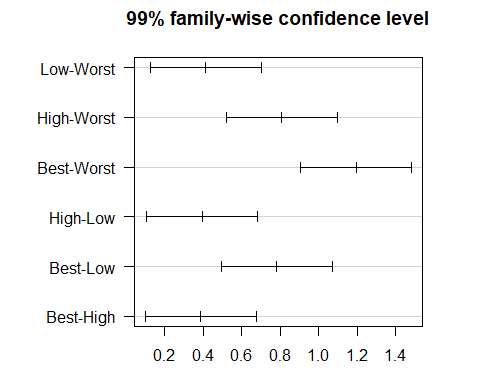 99% family-wise confidence level
Low-Worst
High-Worst
Best-Worst
High-Low
Best-Low
Best-High
0.2 0.4 0.6 0.8 1.0 1.2 1.4